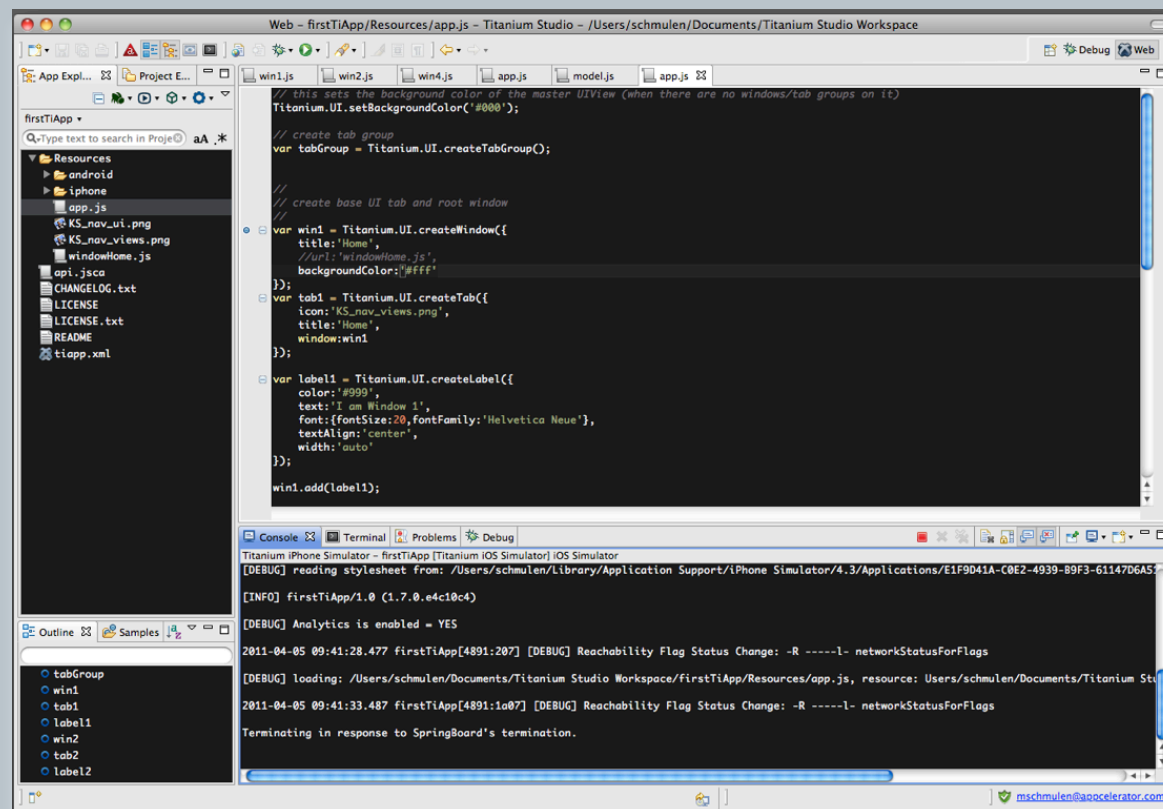 Web - firstTiApp/Resources/app.js - Titanium Studio - /Users/schmulen/Documents/Titanium Studio Workspace
Debug Web
App Expl... Project E...
firstTiApp
Type text to search in Proje aA .*
Resources
android
iphone
app.js
KS_nav_ui.png
KS_nav_views.png
windowHome.js
api.jsca
CHANGELOG.txt
LICENSE
LICENSE.txt
README
tiapp.xml
win1.js win2.js win4.js app.js model.js app.js
// this sets the background color of the master UIView (when there are no windows/tab groups on it)
Titanium.UI.setBackgroundColor('#000');
// create tab group
var tabGroup = Titanium.UI.createTabGroup();
//
// create base UI tab and root window
//
var win1 = Titanium.UI.createWindow({
title:'Home',
//url:'windowHome.js',
backgroundColor:'#fff'
});
var tab1 = Titanium.UI.createTab({
icon:'KS_nav_views.png',
title:'Home',
window:win1
});
var label1 = Titanium.UI.createLabel({
color:'#999',
text:'I am Window 1',
font:{fontSize:20,fontFamily:'Helvetica Neue'},
textAlign:'center',
width:'auto'
});
win1.add(label1);
Outline Samples
tabGroup
win1
tab1
label1
win2
tab2
label2
Console Terminal Problems Debug
Titanium iPhone Simulator - firstTiApp [Titanium iOS Simulator] iOS Simulator
[DEBUG] reading stylesheet from: /Users/schmulen/Library/Application Support/iPhone Simulator/4.3/Applications/E1F9D41A-C0E2-4939-B9F3-61147D6A51
[INFO] firstTiApp/1.0 (1.7.0.e4c10c4)
[DEBUG] Analytics is enabled = YES
2011-04-05 09:41:28.477 firstTiApp[4891:207] [DEBUG] Reachability Flag Status Change: -R -----l- networkStatusForFlags
[DEBUG] loading: /Users/schmulen/Documents/Titanium Studio Workspace/firstTiApp/Resources/app.js, resource: Users/schmulen/Documents/Titanium Stu
2011-04-05 09:41:33.487 firstTiApp[4891:1a07] [DEBUG] Reachability Flag Status Change: -R -----l- networkStatusForFlags
Terminating in response to SpringBoard's termination.
mschmulen@appcelerator.com